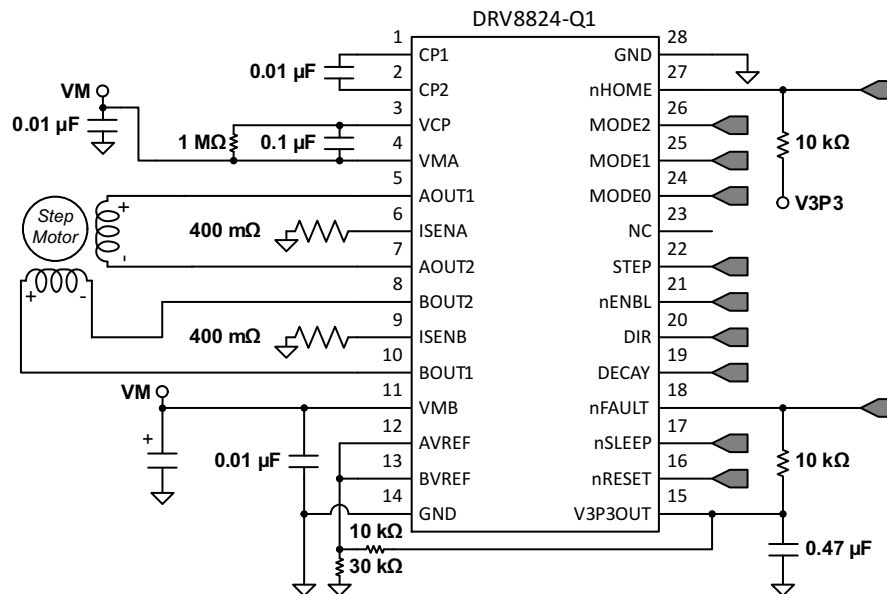 DRV8824-Q1
1 CP1
2 CP2
3 VCP
4 VMA
5 AOUT1
6 ISENA
7 AOUT2
8 BOUT2
9 ISENB
10 BOUT1
11 VMB
12 AVREF
13 BVREF
14 GND
28 GND
27 nHOME
26 MODE2
25 MODE1
24 MODE0
23 NC
22 STEP
21 nENBL
20 DIR
19 DECAY
18 nFAULT
17 nSLEEP
16 nRESET
15 V3P3OUT
0.01 µF
VM
0.01 µF
1 MΩ
0.1 µF
Step
Motor
+
-
+
-
400 mΩ
400 mΩ
VM
+
0.01 µF
10 kΩ
30 kΩ
10 kΩ
V3P3
10 kΩ
0.47 µF